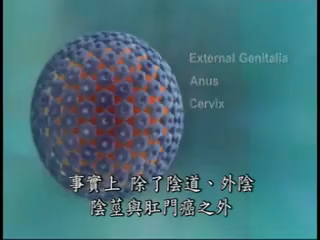 External Genitalia
Anus
Cervix
事實上 除了陰道、外陰
陰莖與肛門癌之外